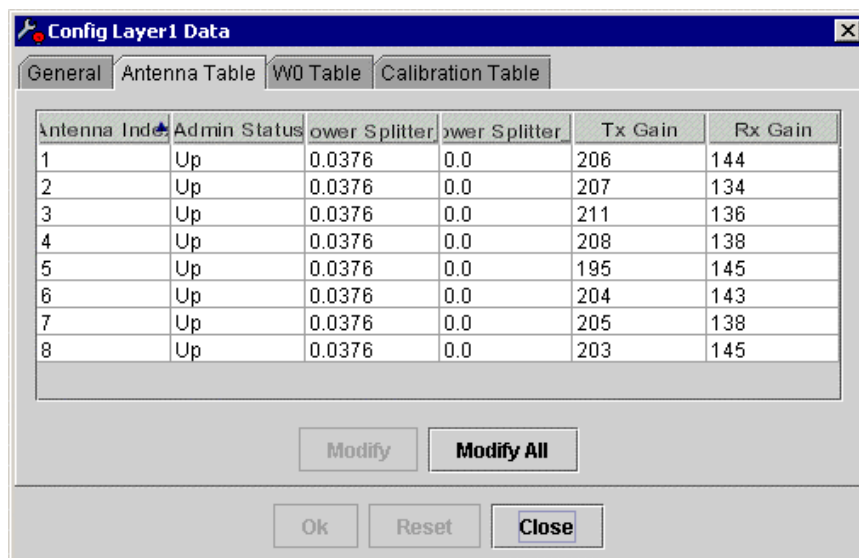 Config Layer1 Data
General Antenna Table W0 Table Calibration Table
Antenna Inde Admin Status ower Splitter_ ower Splitter_ Tx Gain Rx Gain
1 Up 0.0376 0.0 206 144
2 Up 0.0376 0.0 207 134
3 Up 0.0376 0.0 211 136
4 Up 0.0376 0.0 208 138
5 Up 0.0376 0.0 195 145
6 Up 0.0376 0.0 204 143
7 Up 0.0376 0.0 205 138
8 Up 0.0376 0.0 203 145
Modify Modify All
Ok Reset Close